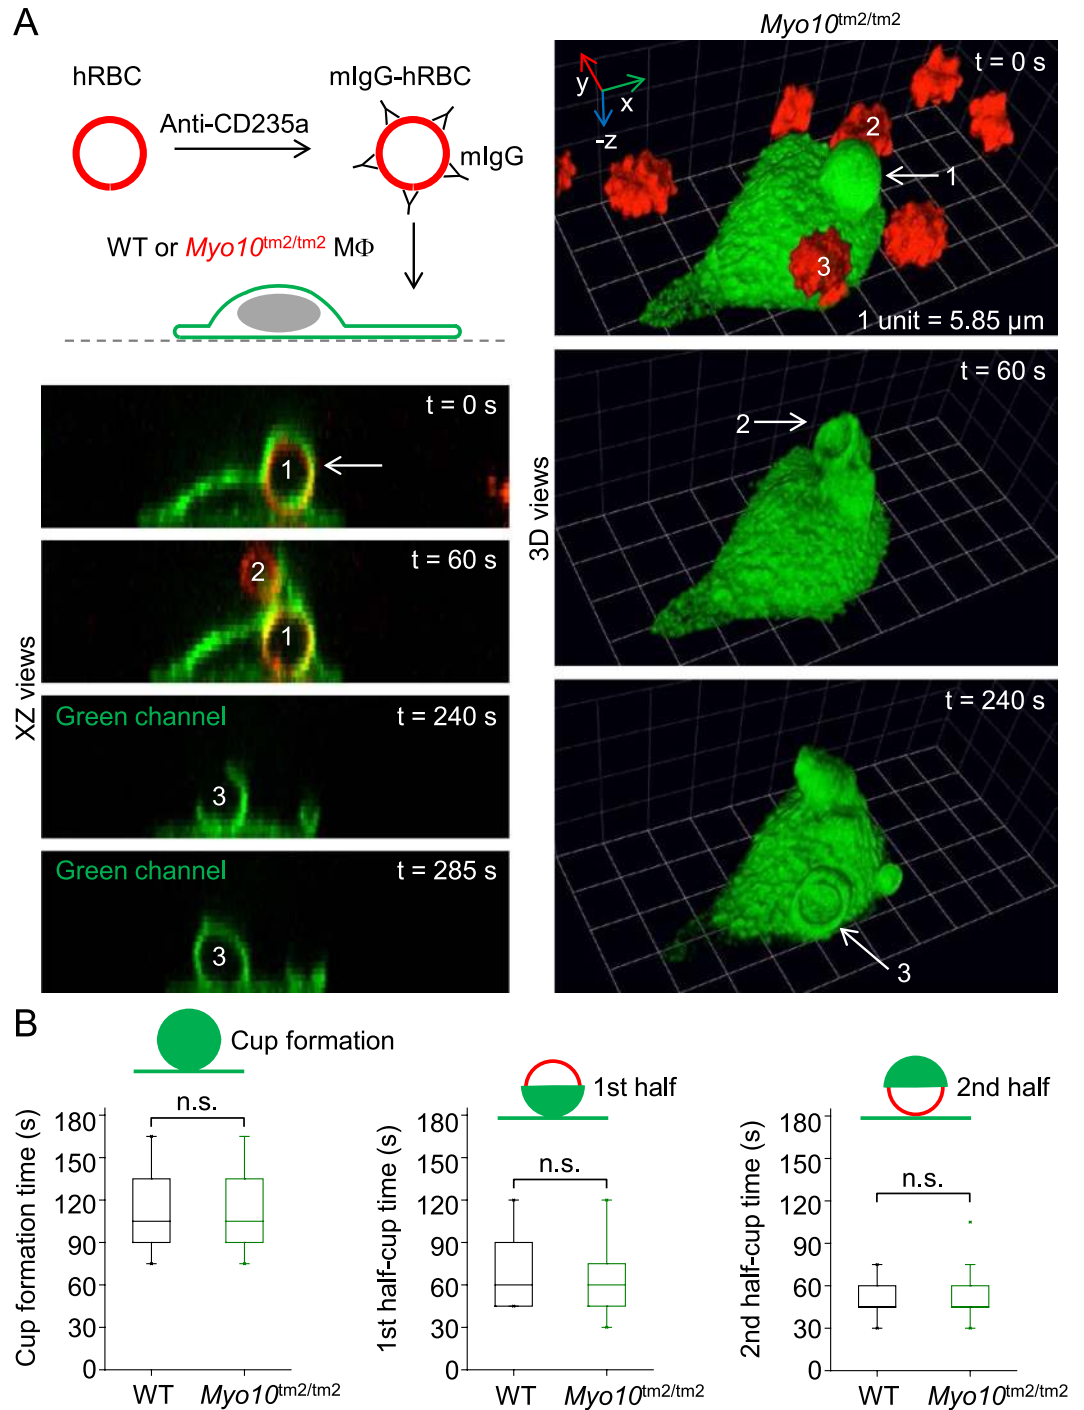 A
hRBC
Anti-CD235a
mIgG-hRBC
mIgG
WT or Myo10tm2/tm2 MΦ
XZ views
t = 0 s
1
t = 60 s
2
1
Green channel
t = 240 s
3
Green channel
t = 285 s
3
Myo10tm2/tm2
3D views
t = 0 s
y
x
-z
2
1
3
1 unit = 5.85 µm
t = 60 s
2
t = 240 s
3
B
Cup formation
Cup formation time (s)
n.s.
180
150
120
90
60
30
0
WT
Myo10tm2/tm2
1st half
1st half-cup time (s)
n.s.
180
150
120
90
60
30
0
WT
Myo10tm2/tm2
2nd half
2nd half-cup time (s)
n.s.
180
150
120
90
60
30
0
WT
Myo10tm2/tm2